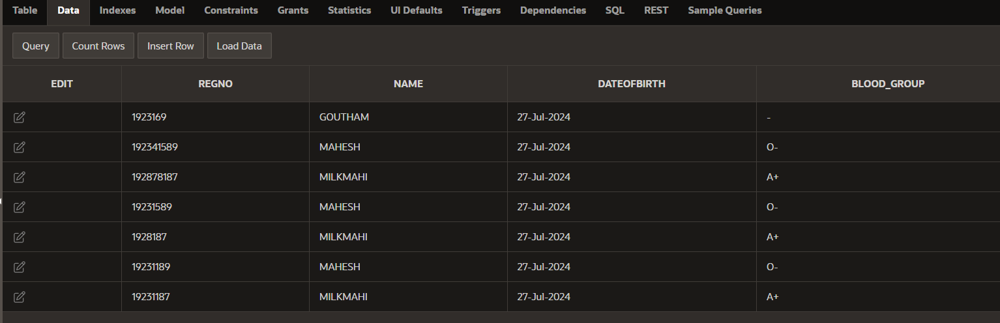 Table Data Indexes Model Constraints Grants Statistics UI Defaults Triggers Dependencies SQL REST Sample Queries
Query Count Rows Insert Row Load Data
EDIT REGNO NAME DATEOFBIRTH BLOOD_GROUP
1923169 GOUTHAM 27-Jul-2024 -
192341589 MAHESH 27-Jul-2024 O-
192878187 MILKMAHI 27-Jul-2024 A+
19231589 MAHESH 27-Jul-2024 O-
1928187 MILKMAHI 27-Jul-2024 A+
19231189 MAHESH 27-Jul-2024 O-
19231187 MILKMAHI 27-Jul-2024 A+